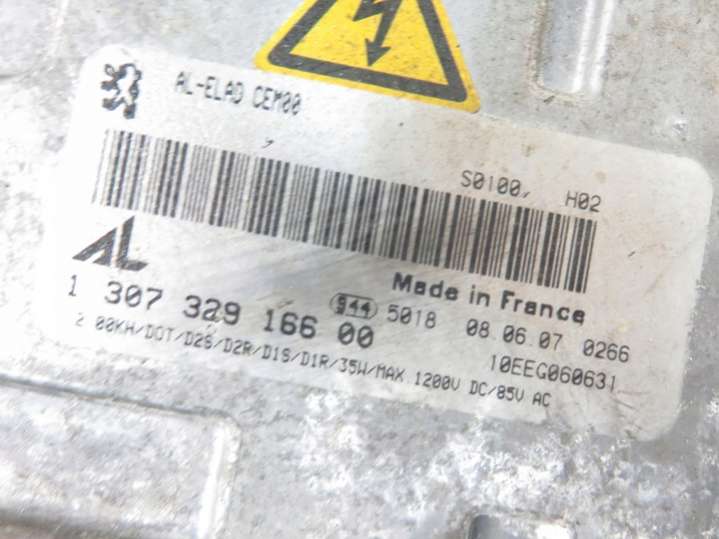 AL-ELAD CEM00
S0100, H02
AL
Made in France
1 307 329 166 00
944 5018 08.06.07 0266
2.00KH/DOT/D2S/D2R/D1S/D1R/35W/MAX.1200V DC/85V AC
10EEG060631